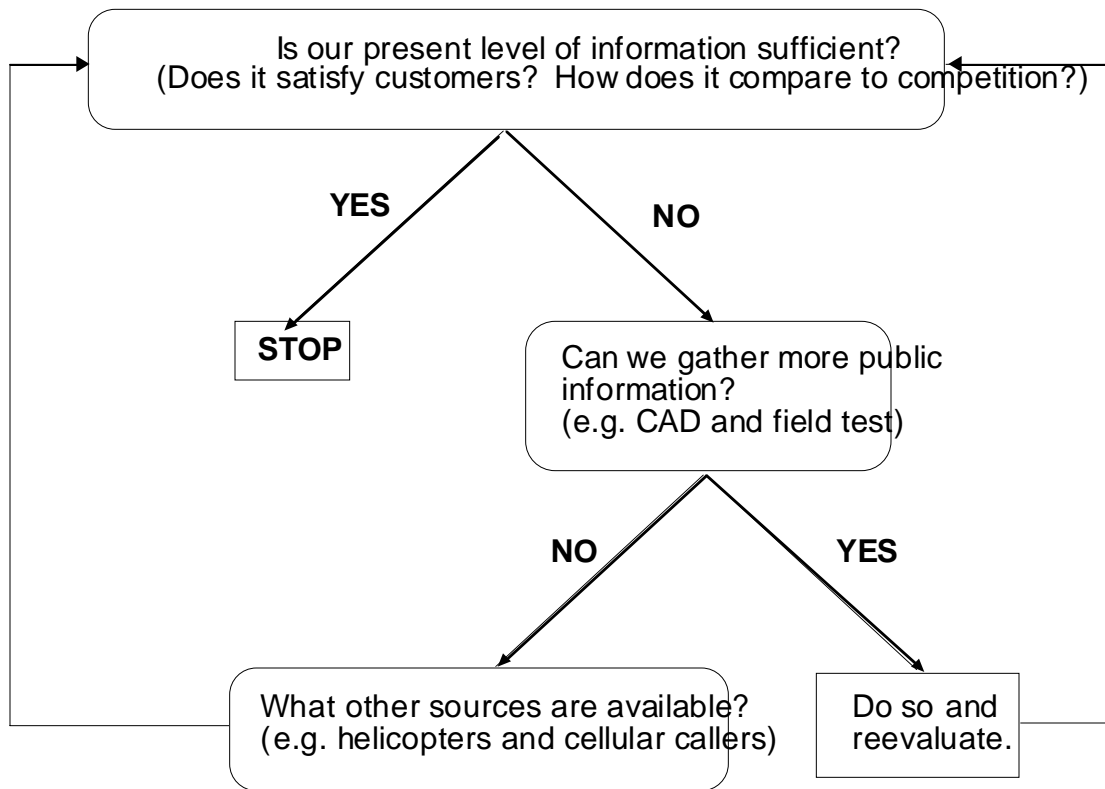 Is our present level of information sufficient?
(Does it satisfy customers?  How does it compare to competition?)
YES
NO
STOP
Can we gather more public
information?
(e.g. CAD and field test)
NO
YES
What other sources are available?
(e.g. helicopters and cellular callers)
Do so and
reevaluate.